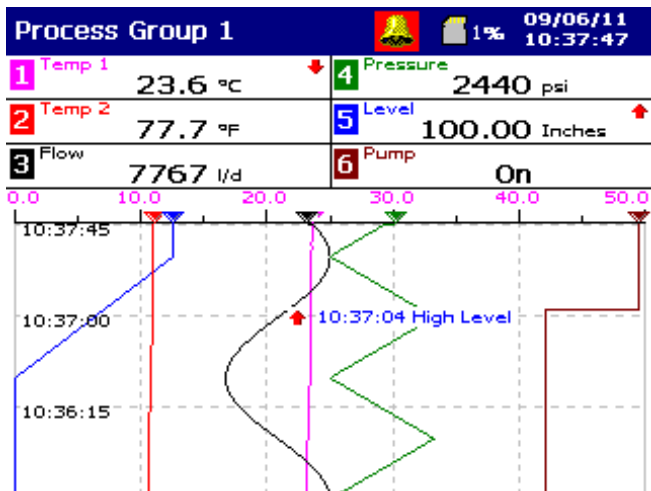 Process Group 1 1% 09/06/11
10:37:47
1 Temp 1 23.6 °C
4 Pressure 2440 psi
2 Temp 2 77.7 °F
5 Level 100.00 Inches
3 Flow 7767 l/d
6 Pump On
0.0 10.0 20.0 30.0 40.0 50.0
10:37:45
10:37:00 10:37:04 High Level
10:36:15